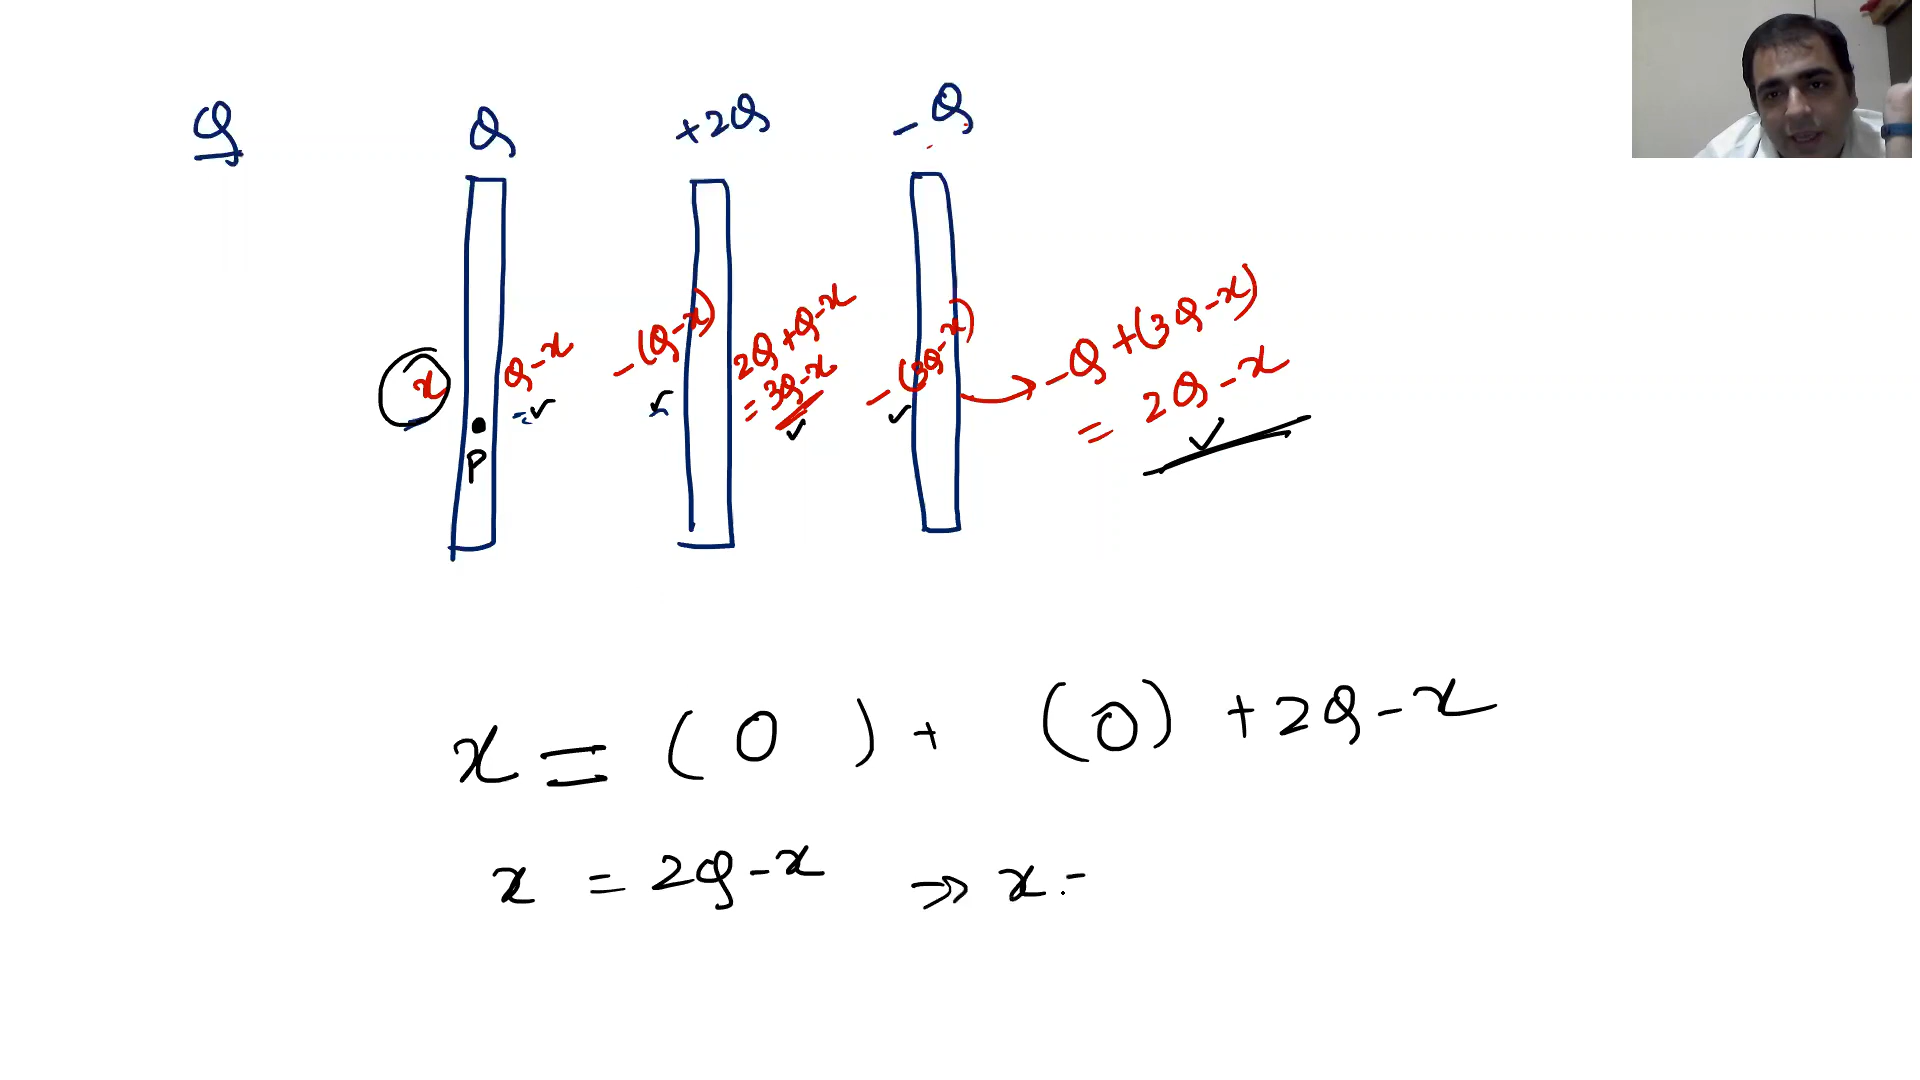 Q
Q +2Q -Q
x Q-x -(Q-x) 2Q+Q-x -(3Q-x) -Q+(3Q-x)
= 3Q-x = 2Q-x
P
x = ( 0 ) + (0) + 2Q-x
x = 2Q-x ⇒ x =